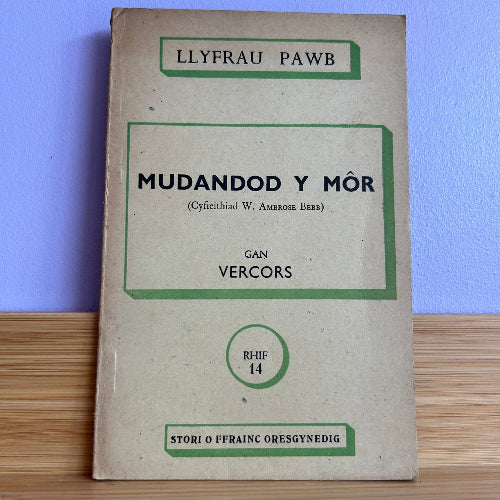 LLYFRAU PAWB
MUDANDOD Y MÔR
(Cyfieithiad W. AMBROSE BEBB)
GAN
VERCORS
RHIF
14
STORI O FFRAINC ORESGYNEDIG